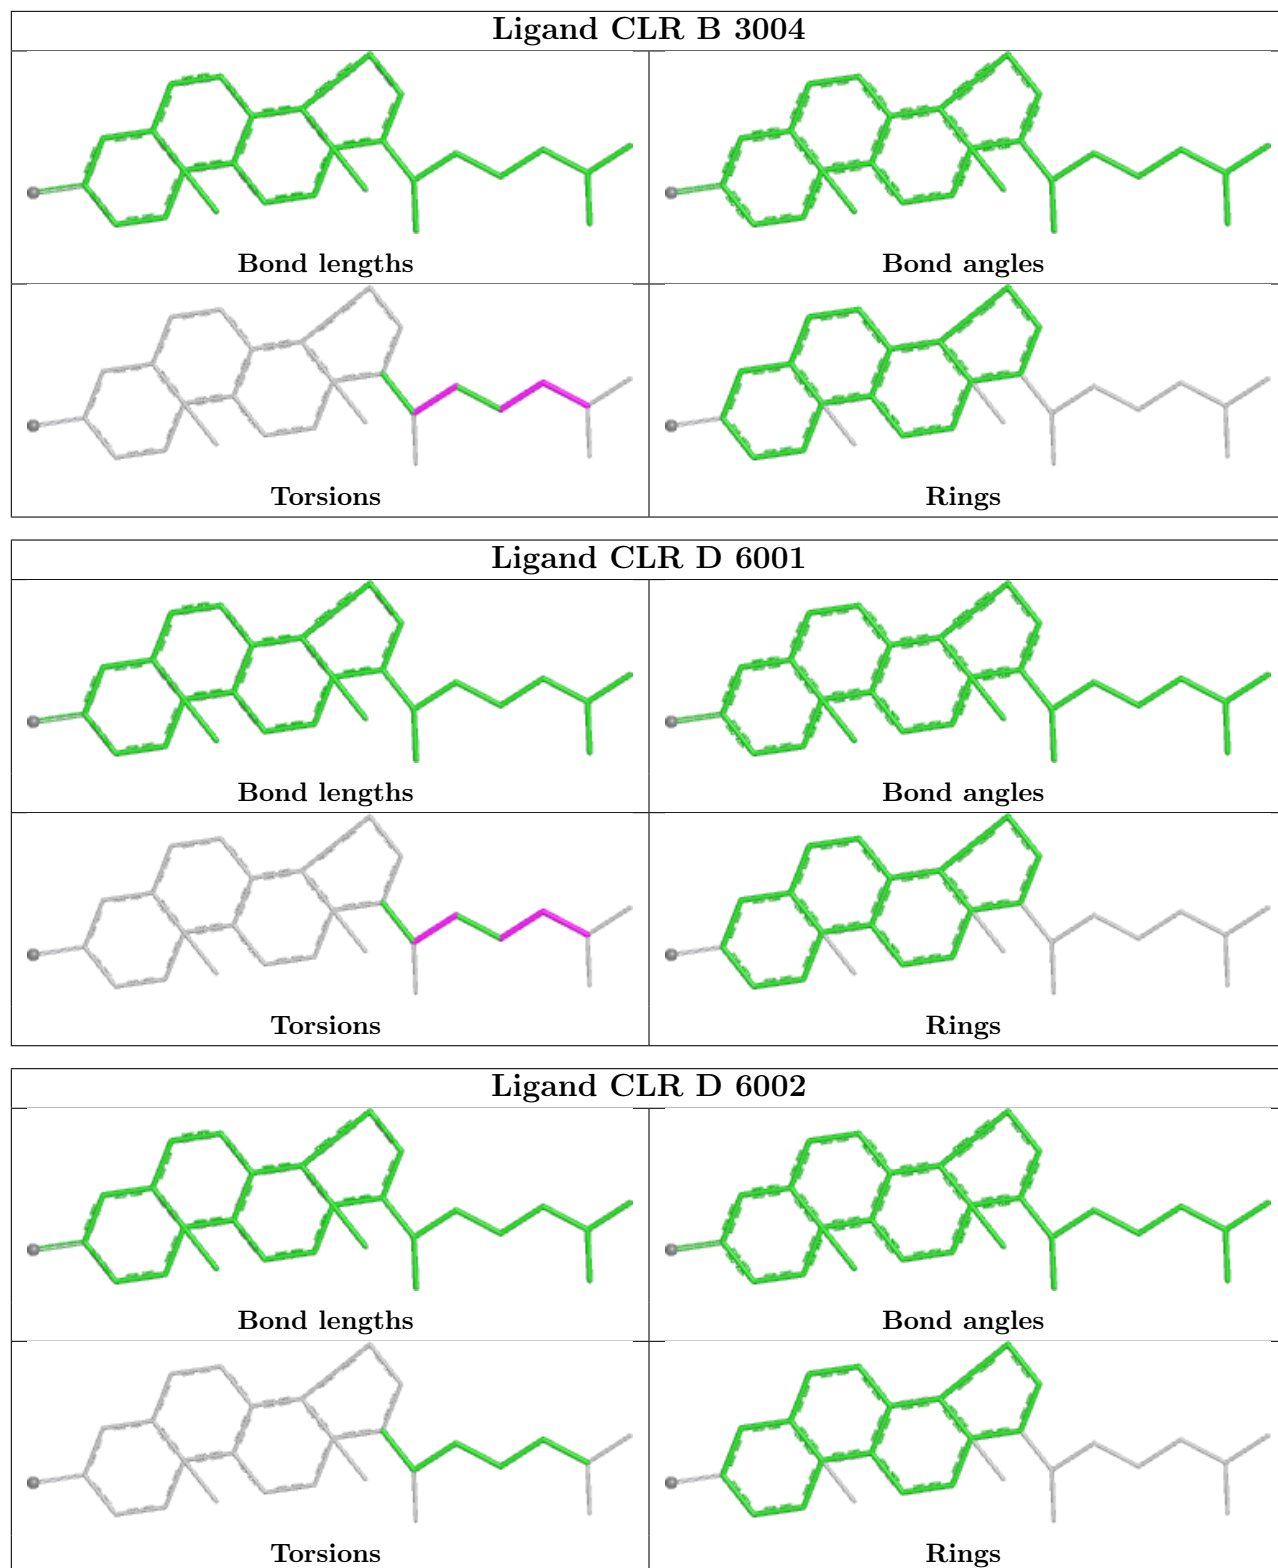 Ligand CLR B 3004
Bond lengths
Bond angles
Torsions
Rings
Ligand CLR D 6001
Bond lengths
Bond angles
Torsions
Rings
Ligand CLR D 6002
Bond lengths
Bond angles
Torsions
Rings